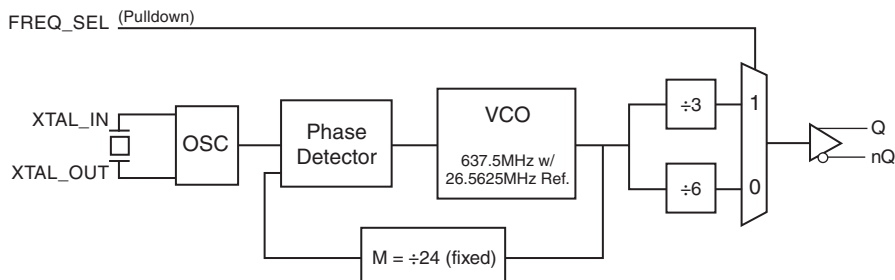 FREQ_SEL (Pulldown)
XTAL_IN
XTAL_OUT
OSC
Phase
Detector
VCO
637.5MHz w/
26.5625MHz Ref.
M = ÷24 (fixed)
÷3
÷6
1
0
Q
nQ